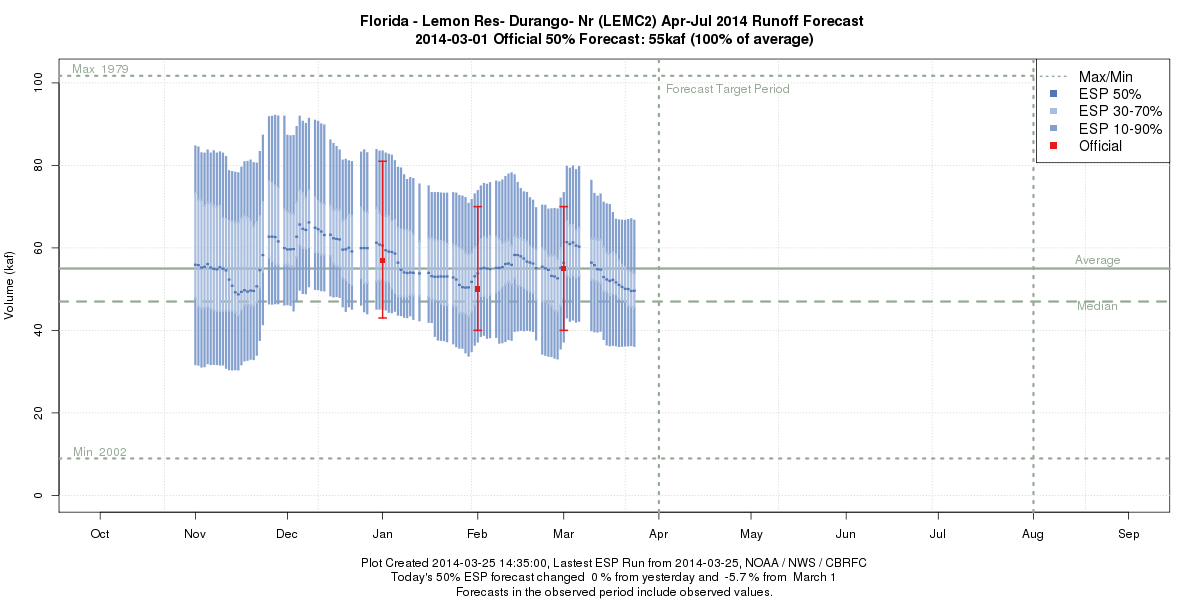 Florida - Lemon Res- Durango- Nr (LEMC2) Apr-Jul 2014 Runoff Forecast
2014-03-01 Official 50% Forecast: 55kaf (100% of average)
Max 1979
Forecast Target Period
Max/Min
ESP 50%
ESP 30-70%
ESP 10-90%
Official
Average
Median
Min 2002
Volume (kaf)
100
80
60
40
20
0
Oct Nov Dec Jan Feb Mar Apr May Jun Jul Aug Sep
Plot Created 2014-03-25 14:35:00, Lastest ESP Run from 2014-03-25, NOAA / NWS / CBRFC
Today's 50% ESP forecast changed 0 % from yesterday and -5.7 % from March 1
Forecasts in the observed period include observed values.